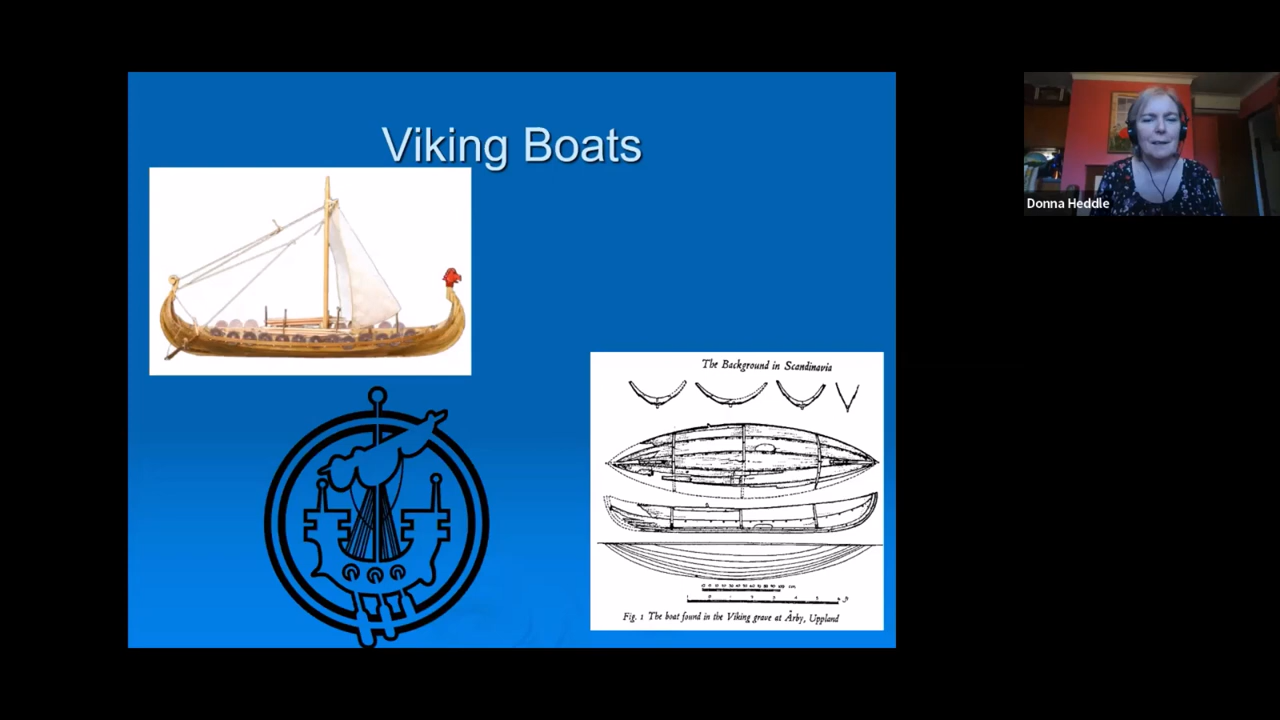 Viking Boats
Donna Heddle
The Background in Scandinavia
Fig. 1 The boat found in the Viking grave at Årby, Uppland